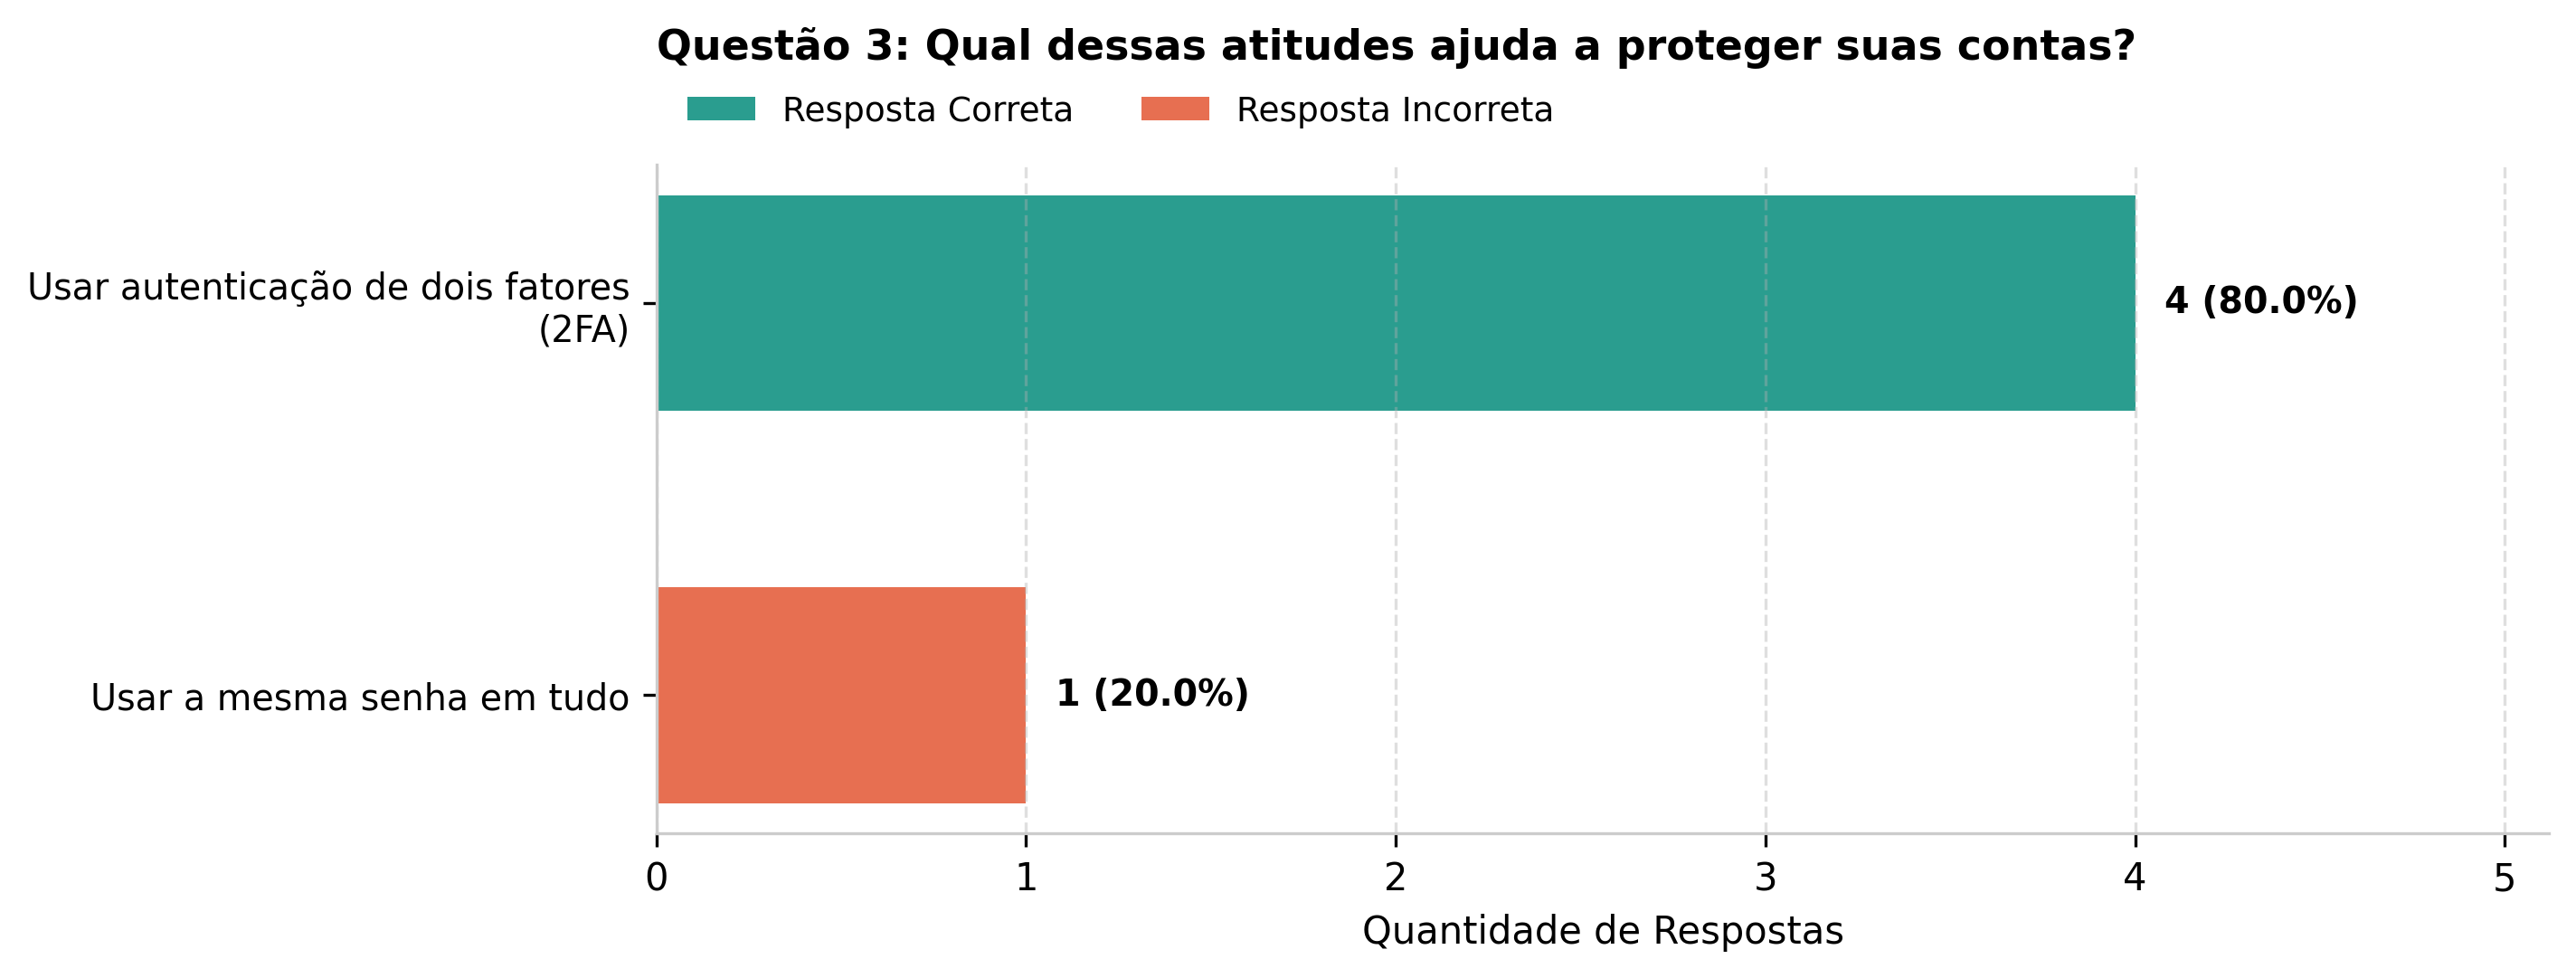 Questão 3: Qual dessas atitudes ajuda a proteger suas contas?
Resposta Correta
Resposta Incorreta
Usar autenticação de dois fatores
(2FA)
4 (80.0%)
Usar a mesma senha em tudo
1 (20.0%)
0
1
2
3
4
5
Quantidade de Respostas